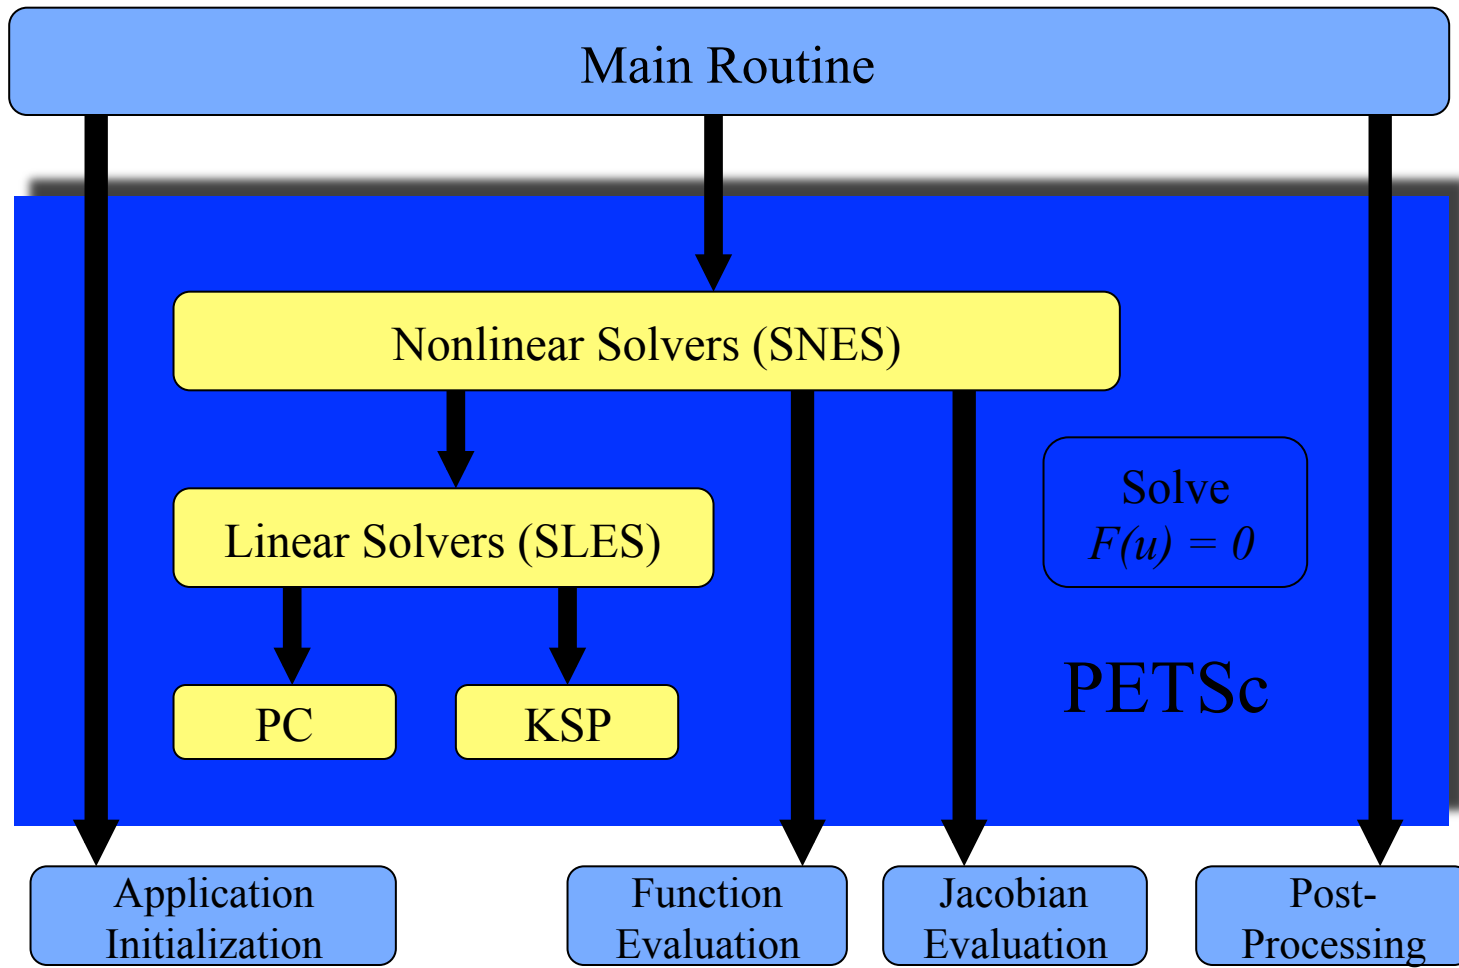 Main Routine
Nonlinear Solvers (SNES)
Solve
F(u) = 0
Linear Solvers (SLES)
PETSc
PC
KSP
Application
Initialization
Function
Evaluation
Jacobian
Evaluation
Post-
Processing